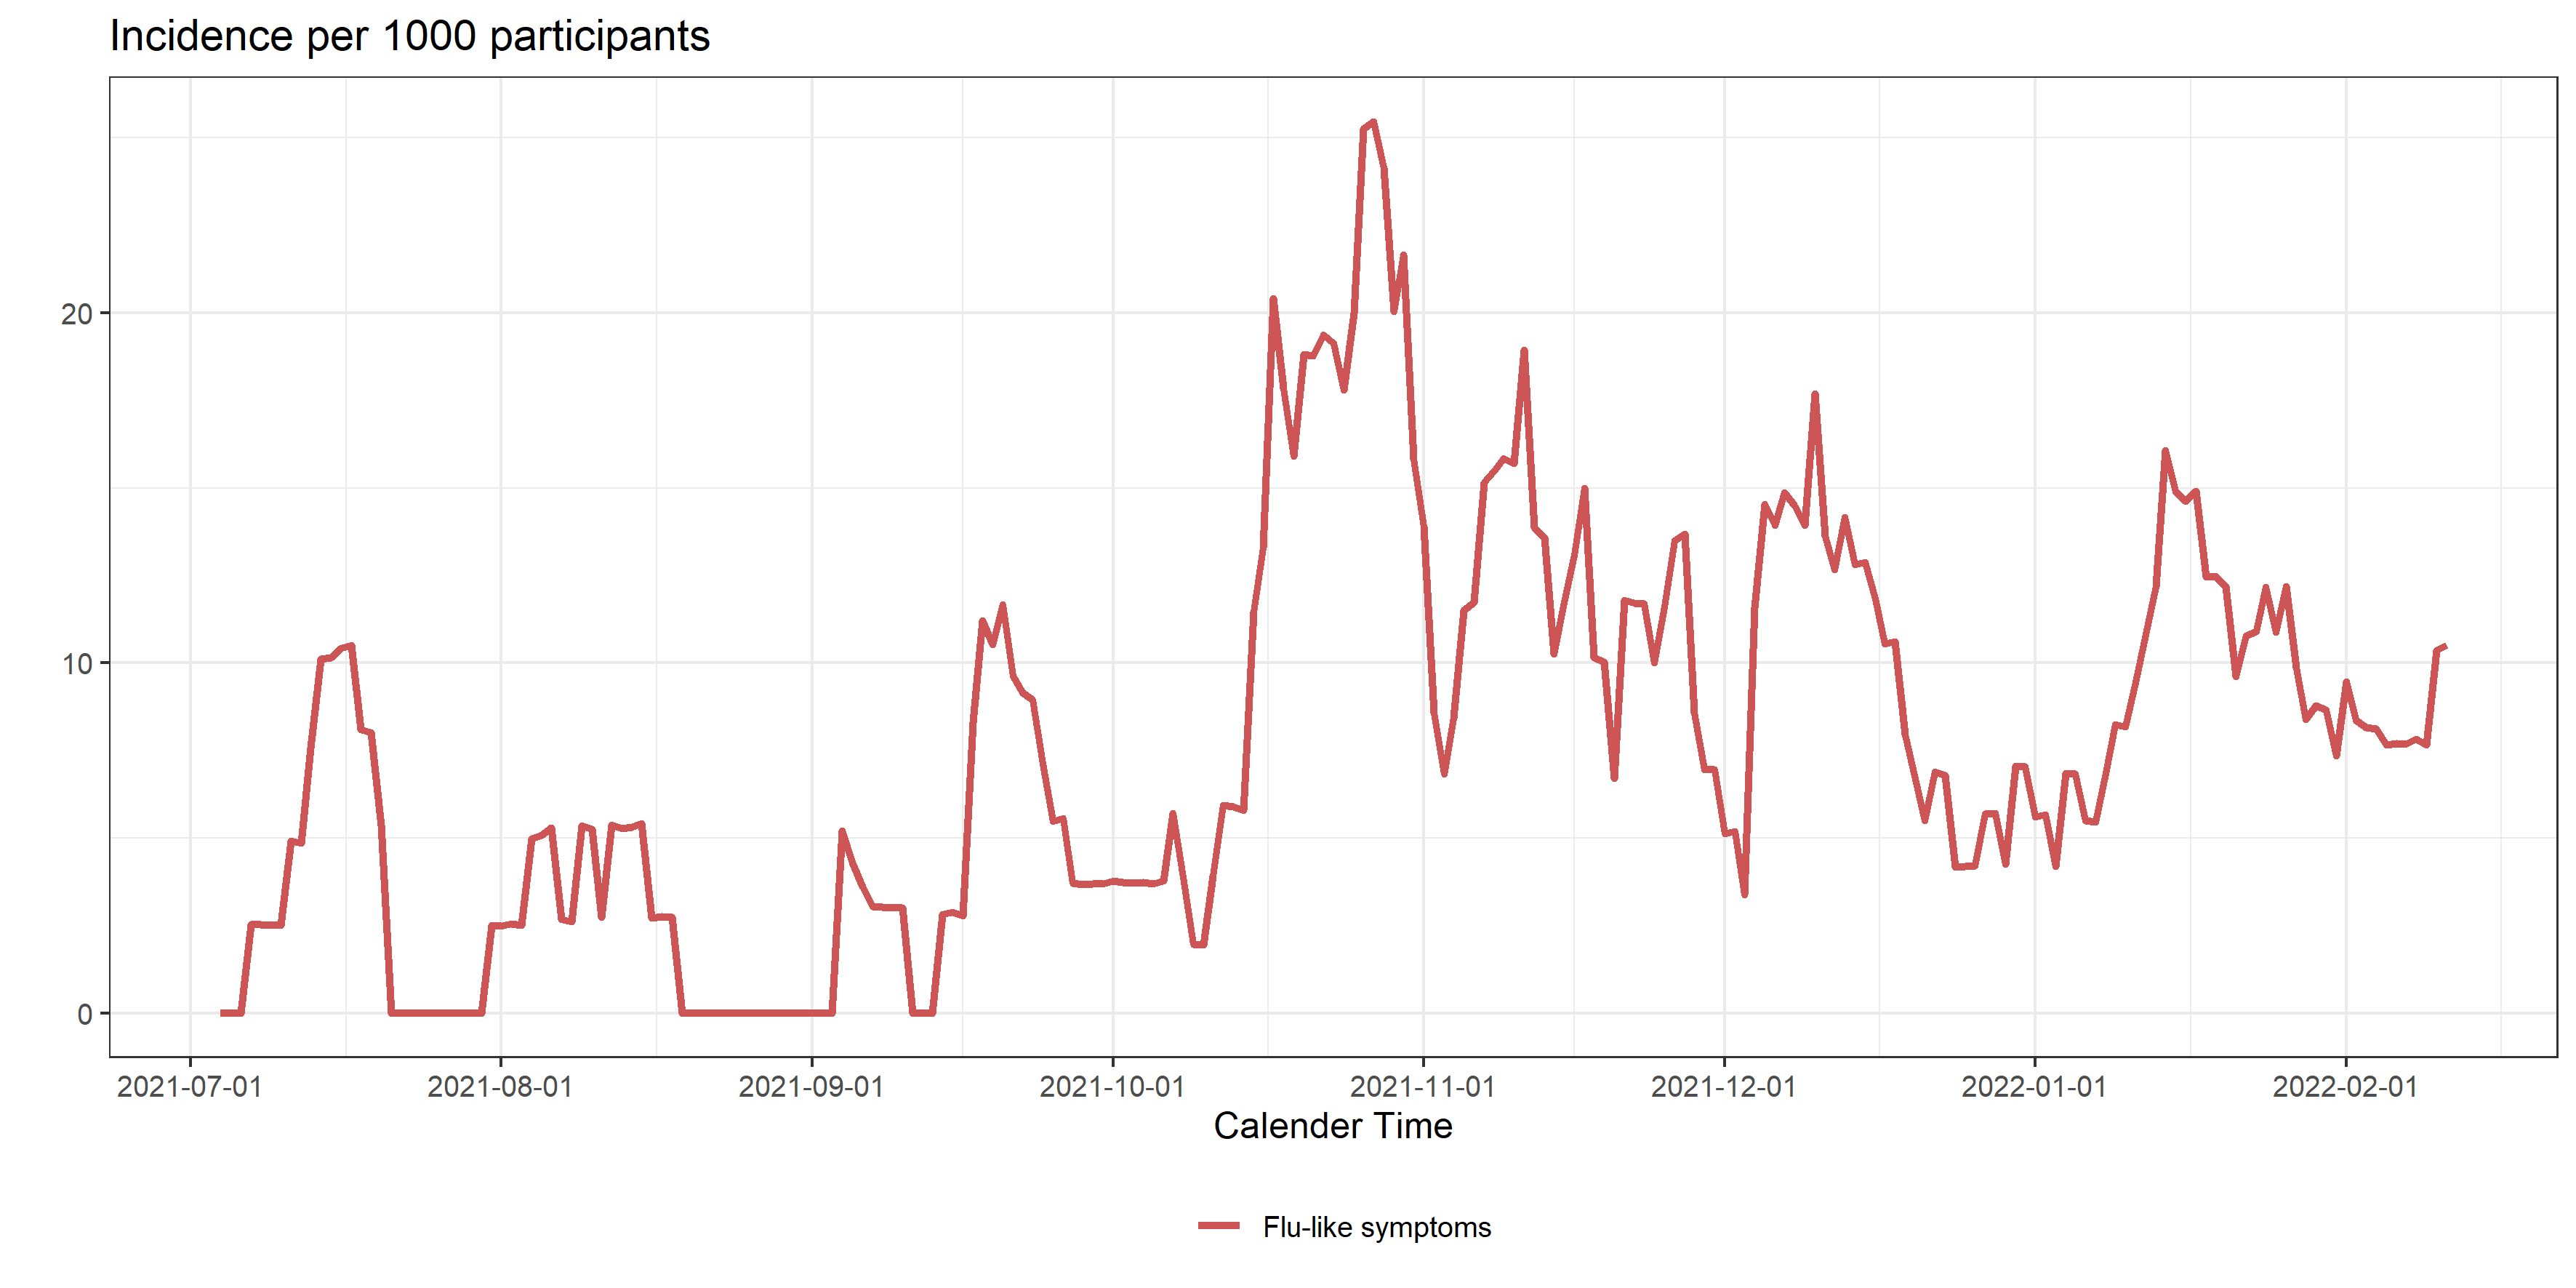 Incidence per 1000 participants
20
10
0
2021-07-01 2021-08-01 2021-09-01 2021-10-01 2021-11-01 2021-12-01 2022-01-01 2022-02-01
Calender Time
Flu-like symptoms